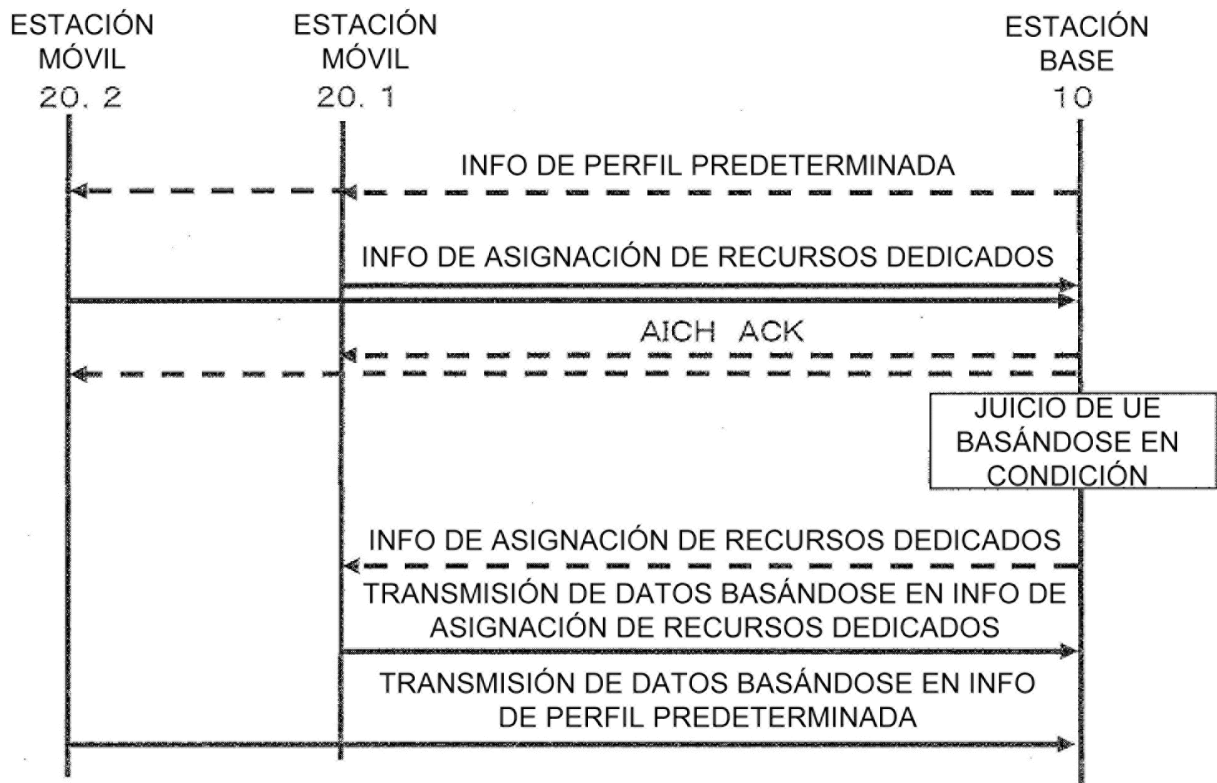 ESTACIÓN
MÓVIL
20. 2
ESTACIÓN
MÓVIL
20. 1
ESTACIÓN
BASE
10
INFO DE PERFIL PREDETERMINADA
INFO DE ASIGNACIÓN DE RECURSOS DEDICADOS
AICH ACK
JUICIO DE UE
BASÁNDOSE EN
CONDICIÓN
INFO DE ASIGNACIÓN DE RECURSOS DEDICADOS
TRANSMISIÓN DE DATOS BASÁNDOSE EN INFO DE
ASIGNACIÓN DE RECURSOS DEDICADOS
TRANSMISIÓN DE DATOS BASÁNDOSE EN INFO
DE PERFIL PREDETERMINADA